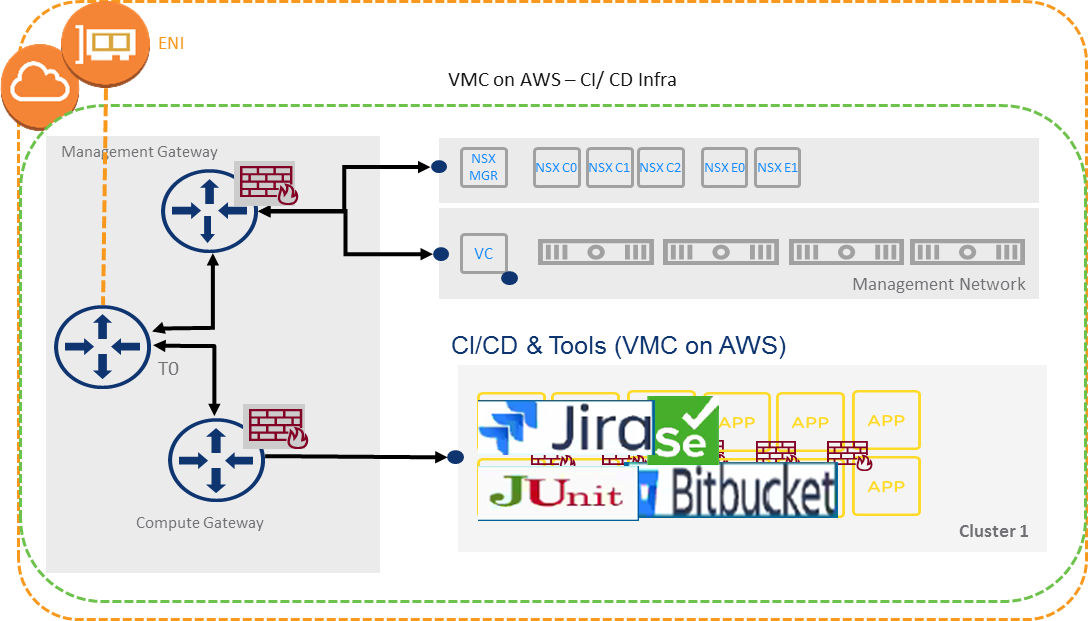 ENI
VMC on AWS – CI/ CD Infra
Management Gateway
NSX
MGR
NSX C0
NSX C1
NSX C2
NSX E0
NSX E1
VC
Management Network
T0
CI/CD & Tools (VMC on AWS)
Jira
Se
APP
APP
APP
JUnit
Bitbucket
APP
Compute Gateway
Cluster 1